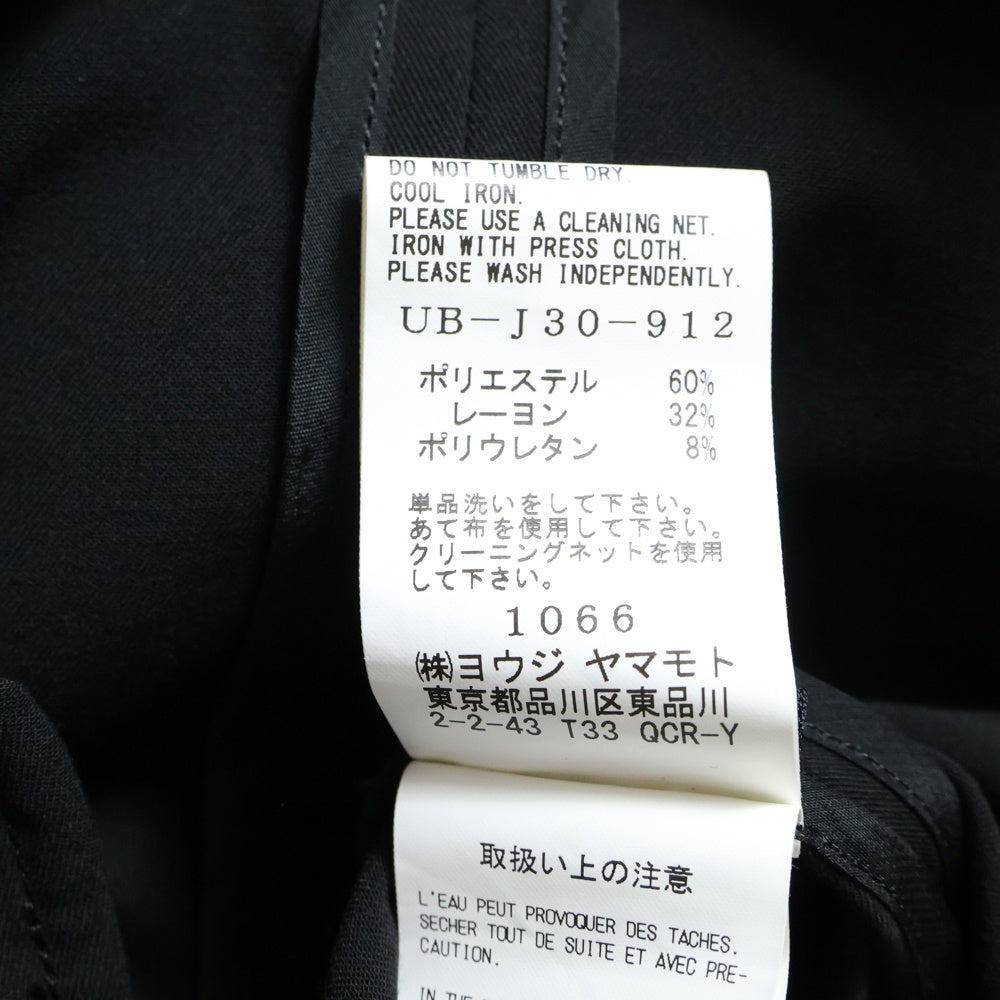 DO NOT TUMBLE DRY.
COOL IRON.
PLEASE USE A CLEANING NET.
IRON WITH PRESS CLOTH.
PLEASE WASH INDEPENDENTLY.
UB-J30-912
ポリエステル 60%
レーヨン 32%
ポリウレタン 8%
単品洗いをして下さい。
あて布を使用して下さい。
クリーニングネットを使用
して下さい。
1066
㈱ヨウジ ヤマモト
東京都品川区東品川
2-2-43 T33 QCR-Y
取扱い上の注意
L'EAU PEUT PROVOQUER DES TACHES.
SECHER TOUT DE SUITE ET AVEC PRE-
CAUTION.
IN THE